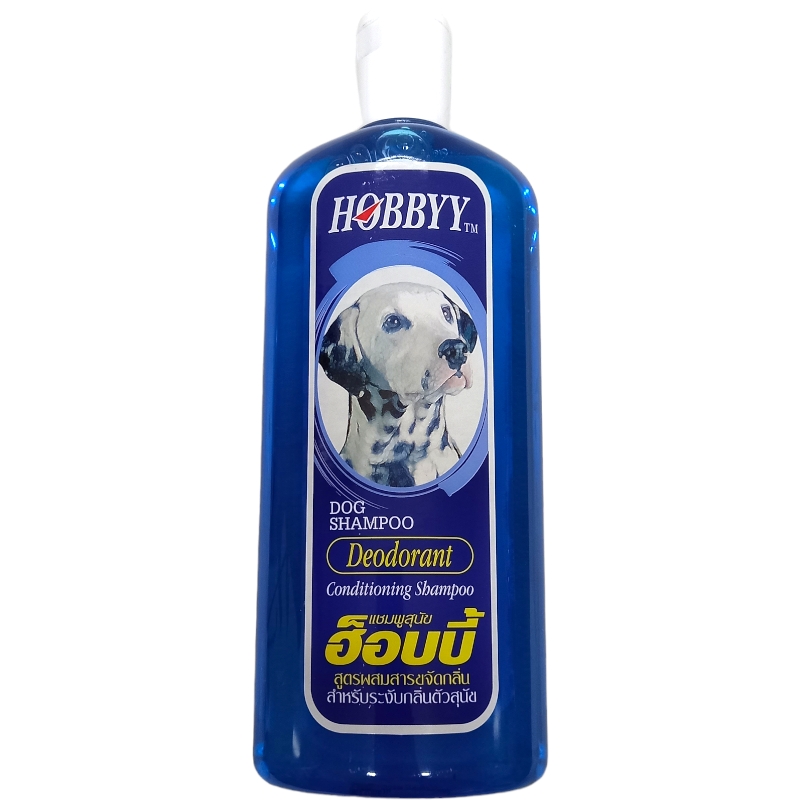 HOBBYY TM
DOG
SHAMPOO
Deodorant
Conditioning Shampoo
แชมพูสุนัข
ฮ็อบบี้
สูตรผสมสารขจัดกลิ่น
สำหรับระงับกลิ่นตัวสุนัข